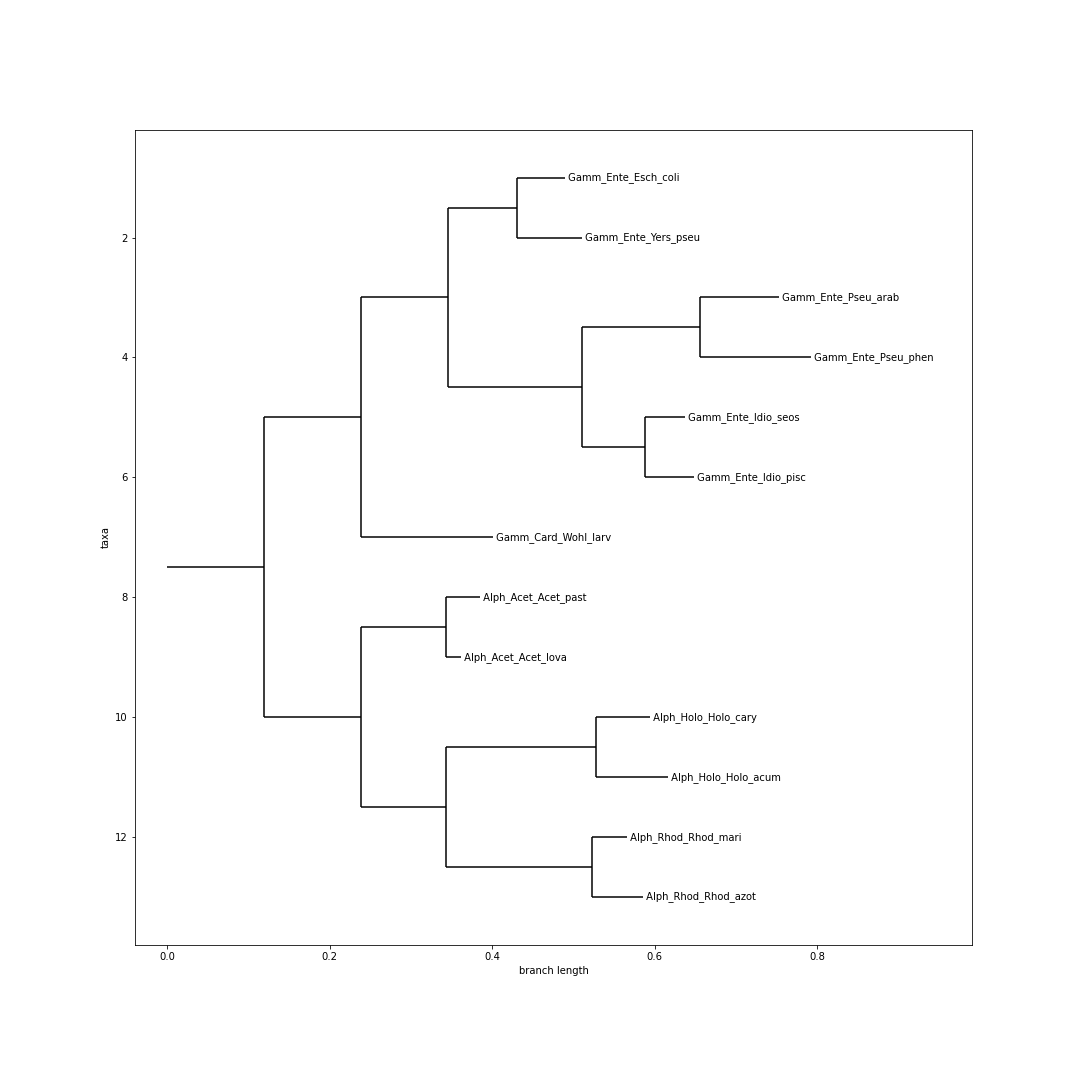 Gamm_Ente_Esch_coli
2
Gamm_Ente_Yers_pseu
Gamm_Ente_Pseu_arab
4
Gamm_Ente_Pseu_phen
Gamm_Ente_Idio_seos
6
Gamm_Ente_Idio_pisc
taxa
Gamm_Card_Wohl_larv
8
Alph_Acet_Acet_past
Alph_Acet_Acet_lova
10
Alph_Holo_Holo_cary
Alph_Holo_Holo_acum
12
Alph_Rhod_Rhod_mari
Alph_Rhod_Rhod_azot
0.0 0.2 0.4 0.6 0.8
branch length